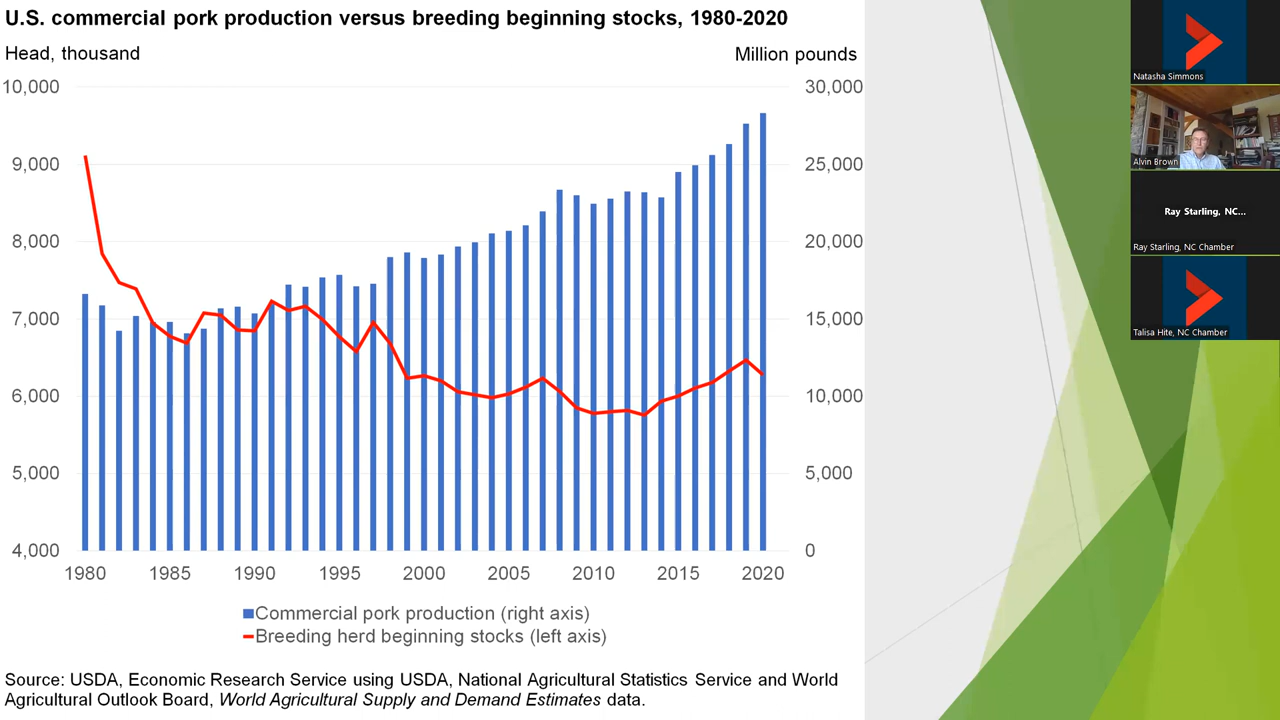 U.S. commercial pork production versus breeding beginning stocks, 1980-2020
Head, thousand
Million pounds
10,000
9,000
8,000
7,000
6,000
5,000
4,000
30,000
25,000
20,000
15,000
10,000
5,000
0
1980 1985 1990 1995 2000 2005 2010 2015 2020
Commercial pork production (right axis)
Breeding herd beginning stocks (left axis)
Source: USDA, Economic Research Service using USDA, National Agricultural Statistics Service and World
Agricultural Outlook Board, World Agricultural Supply and Demand Estimates data.
Natasha Simmons
Alvin Brown
Ray Starling, NC...
Ray Starling, NC Chamber
Talisa Hite, NC Chamber